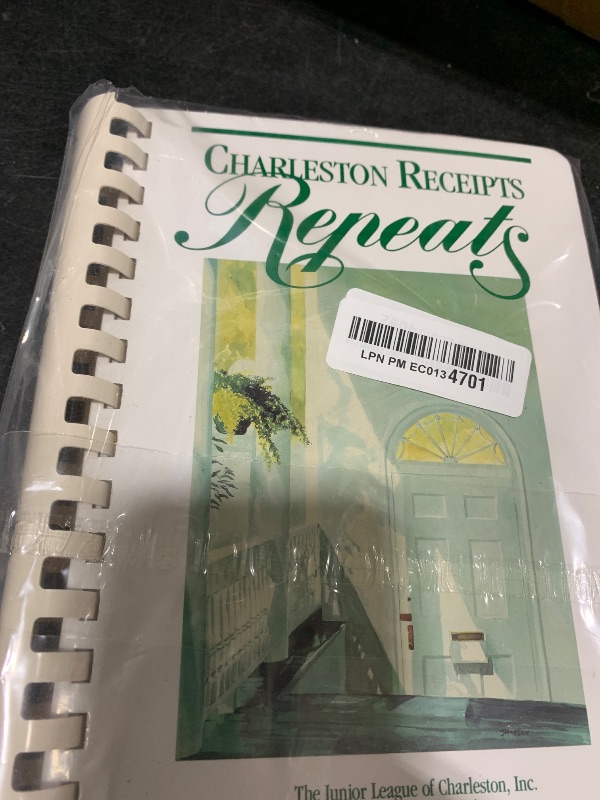 CHARLESTON RECEIPTS
Repeats
LPN PM EC0134701
The Junior League of Charleston, Inc.